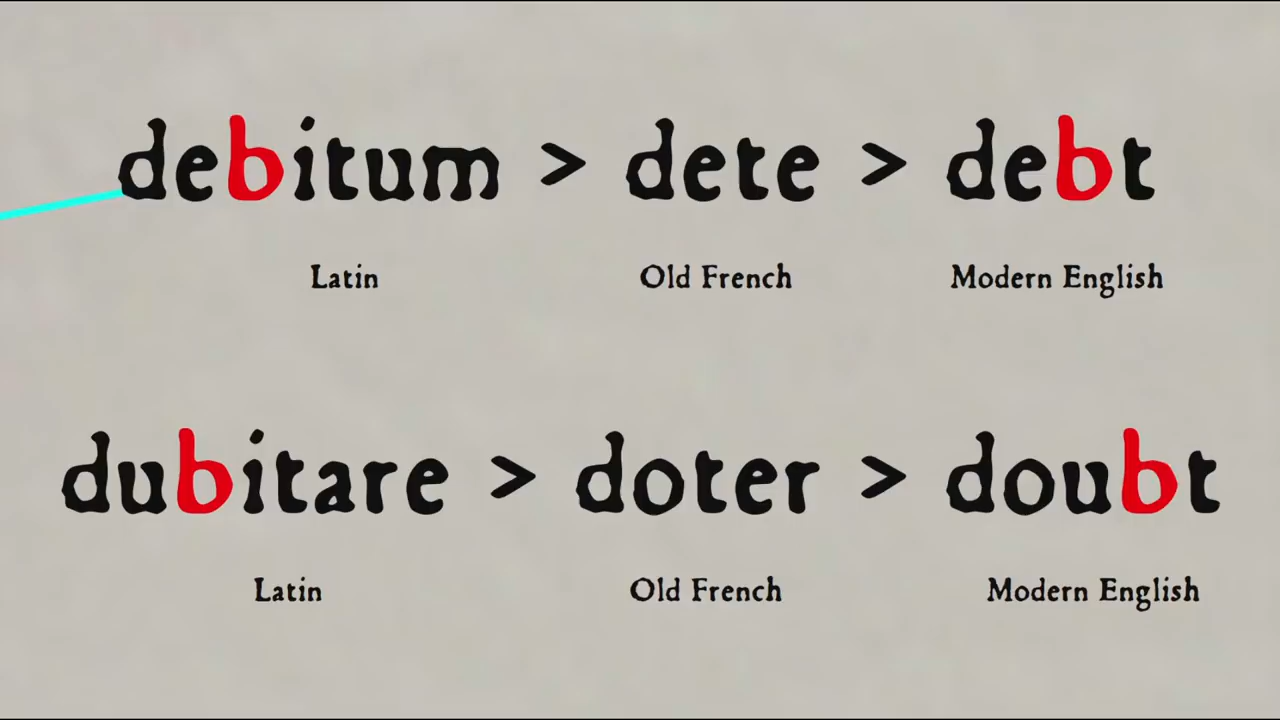 debitum > dete > debt
Latin Old French Modern English
dubitare > doter > doubt
Latin Old French Modern English